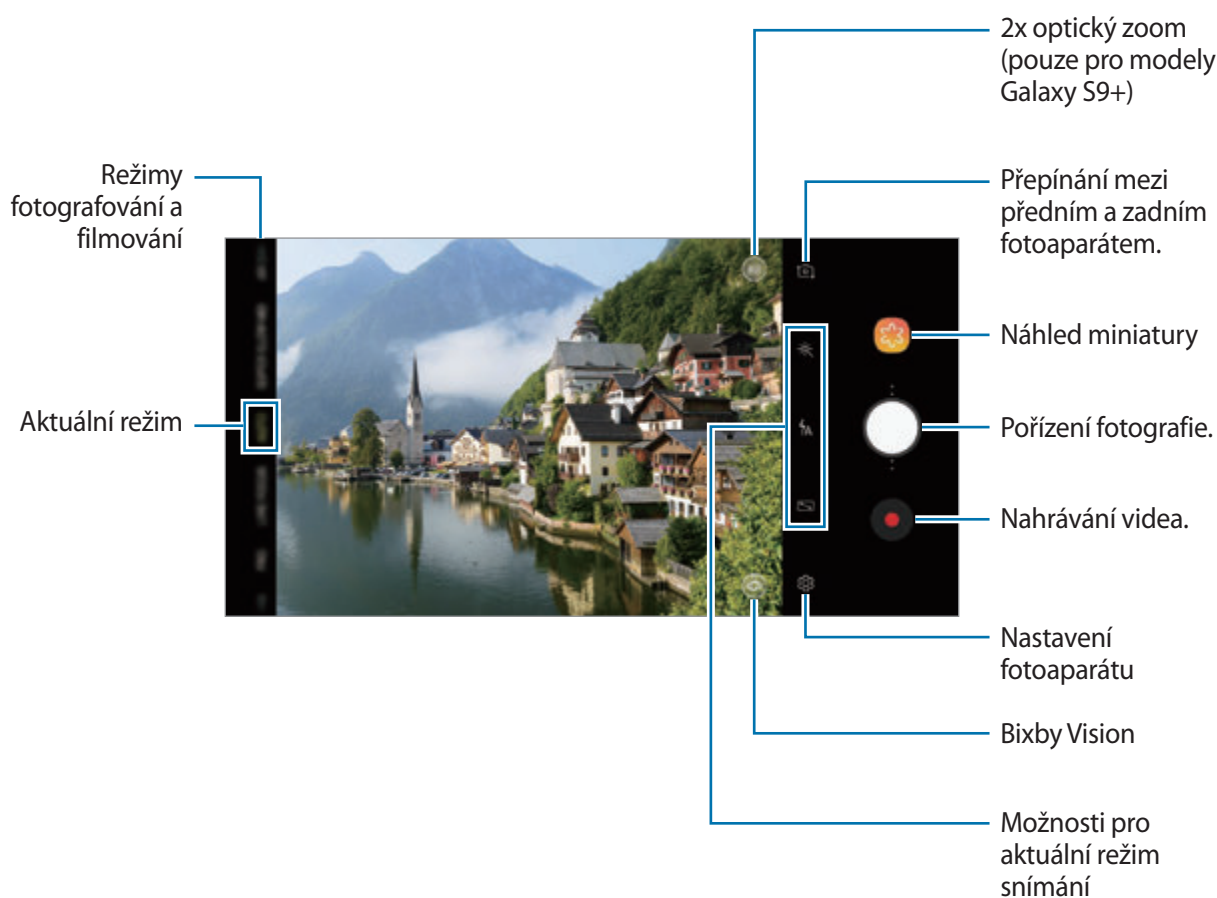 2x optický zoom
(pouze pro modely
Galaxy S9+)
Režimy
fotografování a
filmování
Přepínání mezi
předním a zadním
fotoaparátem.
Náhled miniatury
Aktuální režim
Pořízení fotografie.
Nahrávání videa.
Nastavení
fotoaparátu
Bixby Vision
Možnosti pro
aktuální režim
snímání